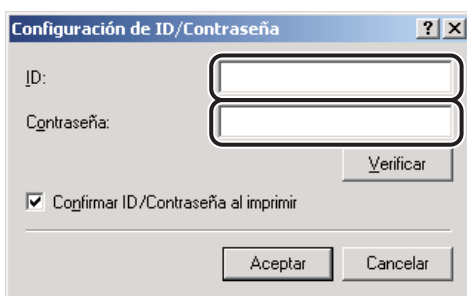 Configuración de ID/Contraseña ? X
ID:
Contraseña:
Verificar
Confirmar ID/Contraseña al imprimir
Aceptar Cancelar